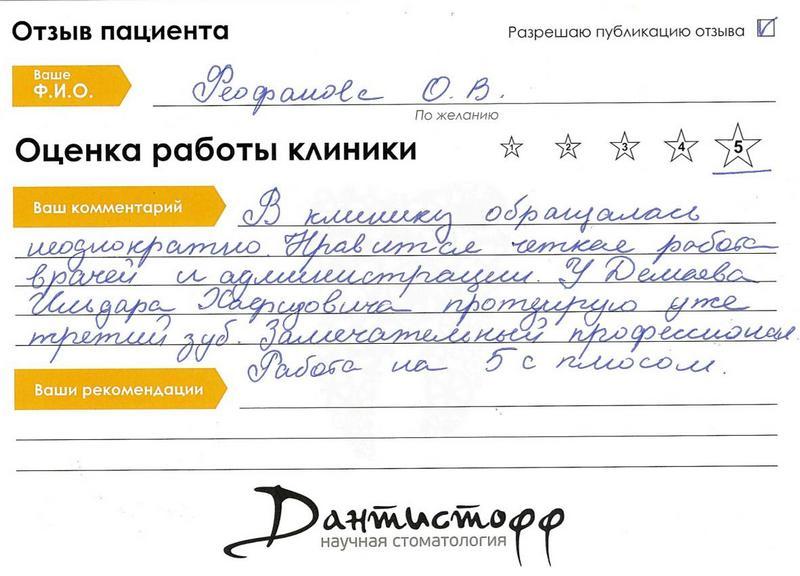 Отзыв пациента
Разрешаю публикацию отзыва
Ваше
Ф.И.О.
Феофанова О. В.
По желанию
Оценка работы клиники
1 2 3 4 5
Ваш комментарий
В клинику обращалась
неоднократно. Нравится четкая работа
врачей и администрации. У Демаева
Ильдара Хафизовича протезирую уже
третий зуб. Замечательный профессионал.
Работа на 5 с плюсом.
Ваши рекомендации
Дантистофф
научная стоматология